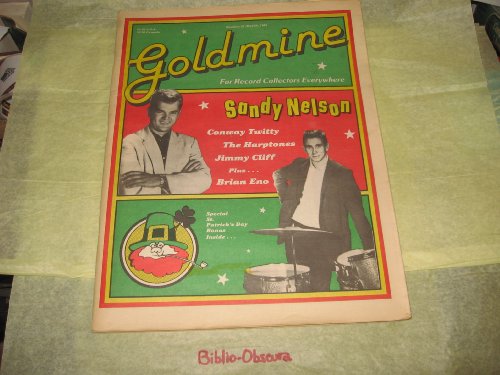 Goldmine
For Record Collectors Everywhere
Sandy Nelson
Conway Twitty
The Harptones
Jimmy Cliff
Plus . . . .
Brian Eno
Special
St.
Patrick's Day
Bonus
Inside . . .
Biblio-Obscura